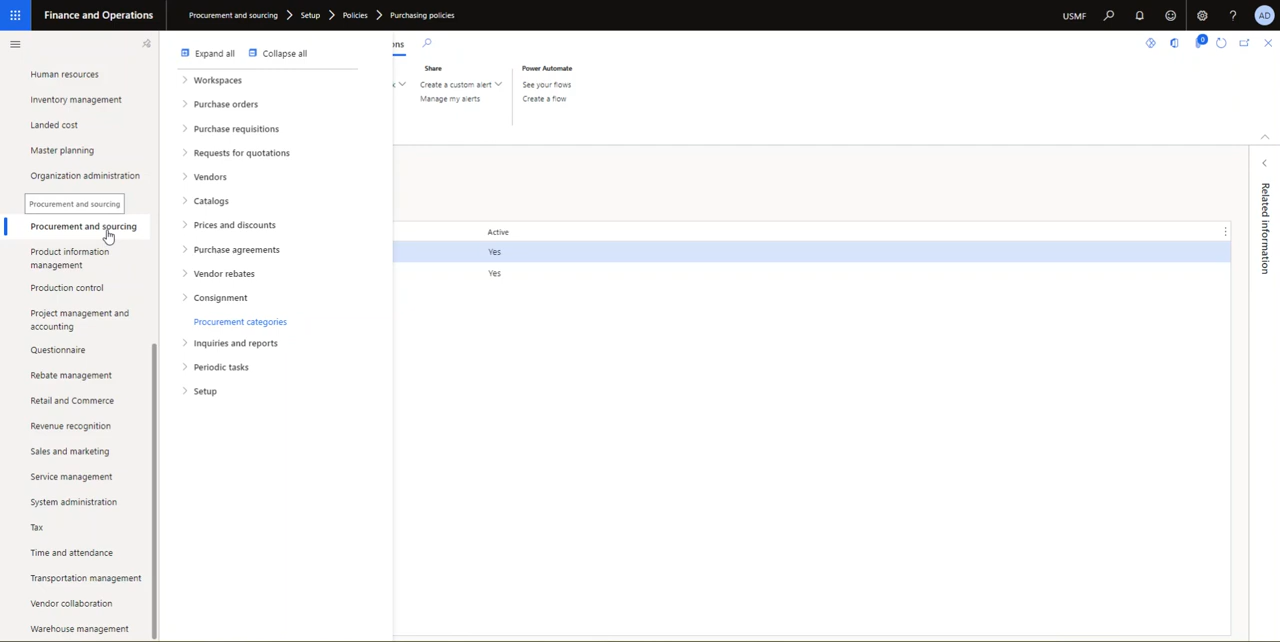 Finance and Operations
Procurement and sourcing
Setup
Policies
Purchasing policies
USMF
?
AD
Human resources
Inventory management
Landed cost
Master planning
Organization administration
Procurement and sourcing
Procurement and sourcing
Product information
management
Production control
Project management and
accounting
Questionnaire
Rebate management
Retail and Commerce
Revenue recognition
Sales and marketing
Service management
System administration
Tax
Time and attendance
Transportation management
Vendor collaboration
Warehouse management
Expand all
Collapse all
Workspaces
Purchase orders
Purchase requisitions
Requests for quotations
Vendors
Catalogs
Prices and discounts
Purchase agreements
Vendor rebates
Consignment
Procurement categories
Inquiries and reports
Periodic tasks
Setup
ns
0
k
Share
Create a custom alert
Manage my alerts
Power Automate
See your flows
Create a flow
Active
Yes
Yes
Related information